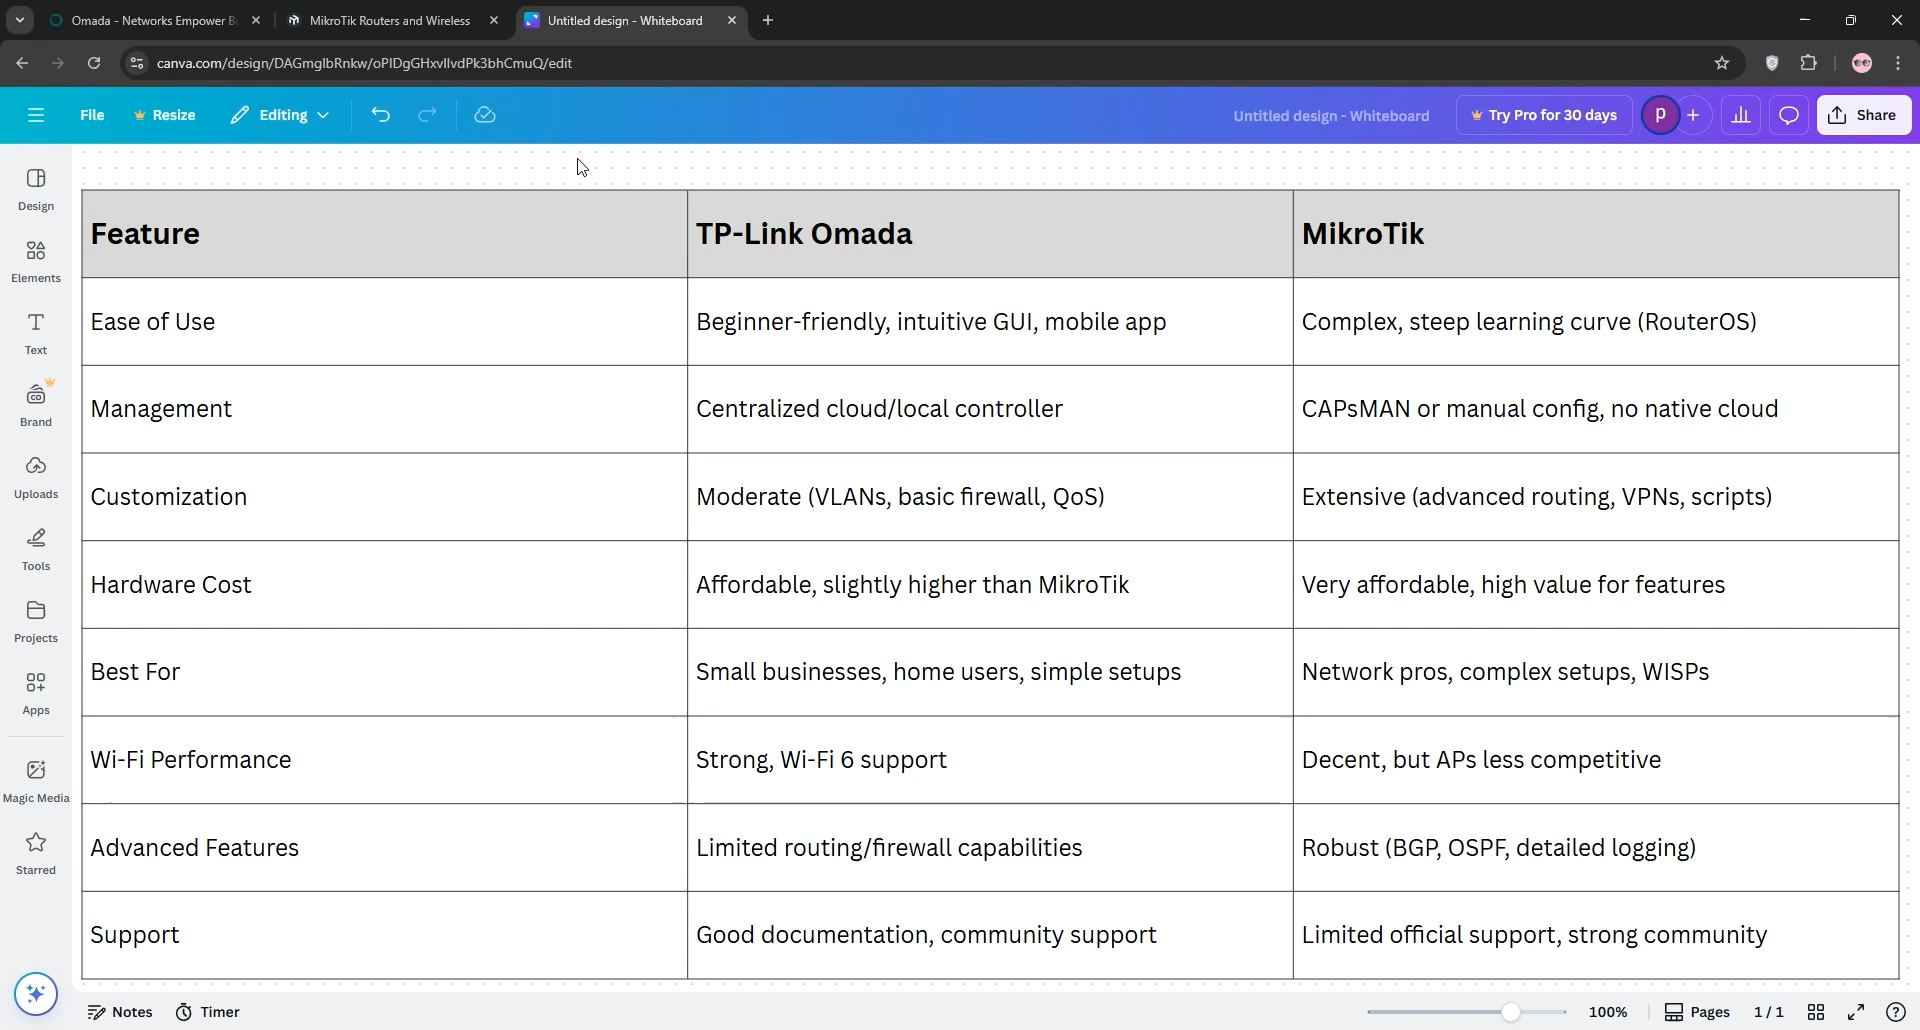 Omada - Networks Empower B
MikroTik Routers and Wireless
Untitled design - Whiteboard
canva.com/design/DAGmglbRnkw/oPIDgGHxvllvdPk3bhCmuQ/edit
File
Resize
Editing
Untitled design - Whiteboard
Try Pro for 30 days
P
Share
Design
Elements
Text
Brand
Uploads
Tools
Projects
Apps
Magic Media
Starred
Feature TP-Link Omada MikroTik
Ease of Use Beginner-friendly, intuitive GUI, mobile app Complex, steep learning curve (RouterOS)
Management Centralized cloud/local controller CAPsMAN or manual config, no native cloud
Customization Moderate (VLANs, basic firewall, QoS) Extensive (advanced routing, VPNs, scripts)
Hardware Cost Affordable, slightly higher than MikroTik Very affordable, high value for features
Best For Small businesses, home users, simple setups Network pros, complex setups, WISPs
Wi-Fi Performance Strong, Wi-Fi 6 support Decent, but APs less competitive
Advanced Features Limited routing/firewall capabilities Robust (BGP, OSPF, detailed logging)
Support Good documentation, community support Limited official support, strong community
Notes
Timer
100%
Pages
1 / 1